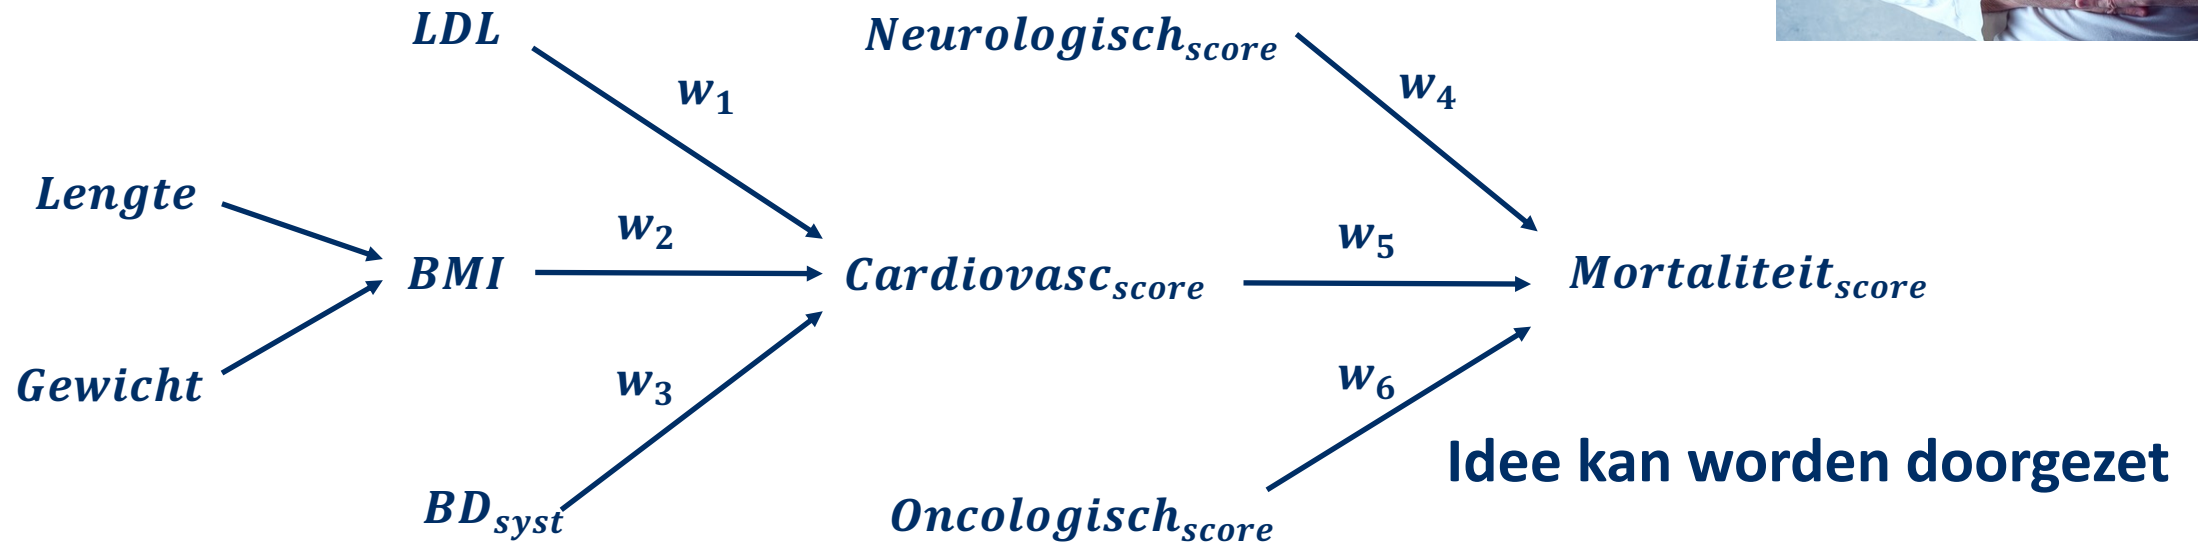 LDL
Neurologisch_score
w_1
w_4
Lengte
w_2
w_5
BMI
Cardiovasc_score
Mortaliteit_score
Gewicht
w_3
w_6
Idee kan worden doorgezet
BD_syst
Oncologisch_score